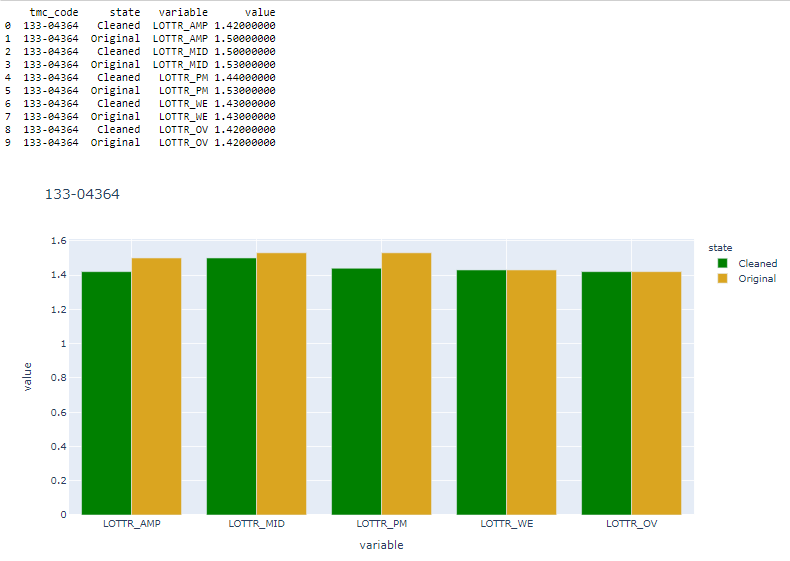 tmc_code state variable value
0 133-04364 Cleaned LOTTR_AMP 1.42000000
1 133-04364 Original LOTTR_AMP 1.50000000
2 133-04364 Cleaned LOTTR_MID 1.50000000
3 133-04364 Original LOTTR_MID 1.53000000
4 133-04364 Cleaned LOTTR_PM 1.44000000
5 133-04364 Original LOTTR_PM 1.53000000
6 133-04364 Cleaned LOTTR_WE 1.43000000
7 133-04364 Original LOTTR_WE 1.43000000
8 133-04364 Cleaned LOTTR_OV 1.42000000
9 133-04364 Original LOTTR_OV 1.42000000
133-04364
state
Cleaned
Original
value
1.6
1.4
1.2
1
0.8
0.6
0.4
0.2
0
LOTTR_AMP LOTTR_MID LOTTR_PM LOTTR_WE LOTTR_OV
variable